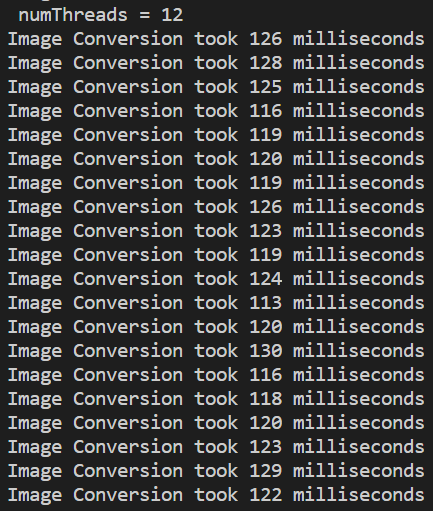 numThreads = 12
Image Conversion took 126 milliseconds
Image Conversion took 128 milliseconds
Image Conversion took 125 milliseconds
Image Conversion took 116 milliseconds
Image Conversion took 119 milliseconds
Image Conversion took 120 milliseconds
Image Conversion took 119 milliseconds
Image Conversion took 126 milliseconds
Image Conversion took 123 milliseconds
Image Conversion took 119 milliseconds
Image Conversion took 124 milliseconds
Image Conversion took 113 milliseconds
Image Conversion took 120 milliseconds
Image Conversion took 130 milliseconds
Image Conversion took 116 milliseconds
Image Conversion took 118 milliseconds
Image Conversion took 120 milliseconds
Image Conversion took 123 milliseconds
Image Conversion took 129 milliseconds
Image Conversion took 122 milliseconds